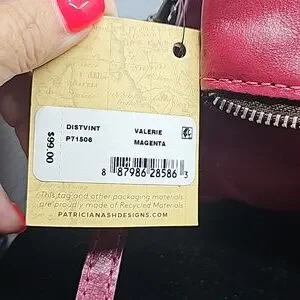 DISTVINT VALERIE
P71506 MAGENTA
$99.00
8 87986 28586 3
This tag and other packaging materials
are proudly made of Recycled Materials
PATRICIANASHDESIGNS.COM